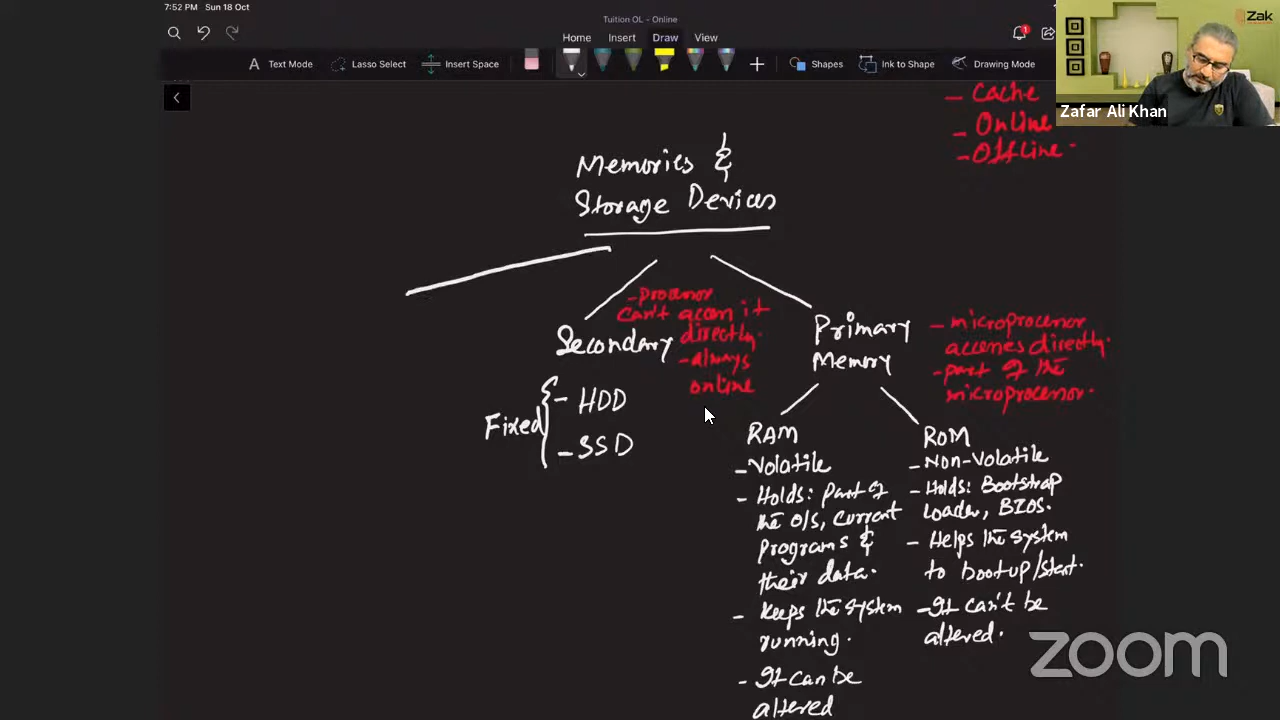 7:52 PM Sun 18 Oct
Tuition OL - Online
Home Insert Draw View
1
Text Mode
Lasso Select
Insert Space
Shapes
Ink to Shape
Drawing Mode
Zak
Zafar Ali Khan
- Cache
- Online
- Offline.
Memories &
Storage Devices
Secondary
- processor
can't access it
directly.
- always
online
Fixed
- HDD
- SSD
Primary
Memory
- microprocessor
accesses directly.
- part of the
microprocessor.
RAM
- Volatile
- Holds: part of
the O/S, current
programs &
their data.
- Keeps the system
running.
- It can be
altered
ROM
- Non-Volatile
- Holds: Bootstrap
Loader, BIOS.
- Helps the system
to bootup/start.
- It can't be
altered.
zoom